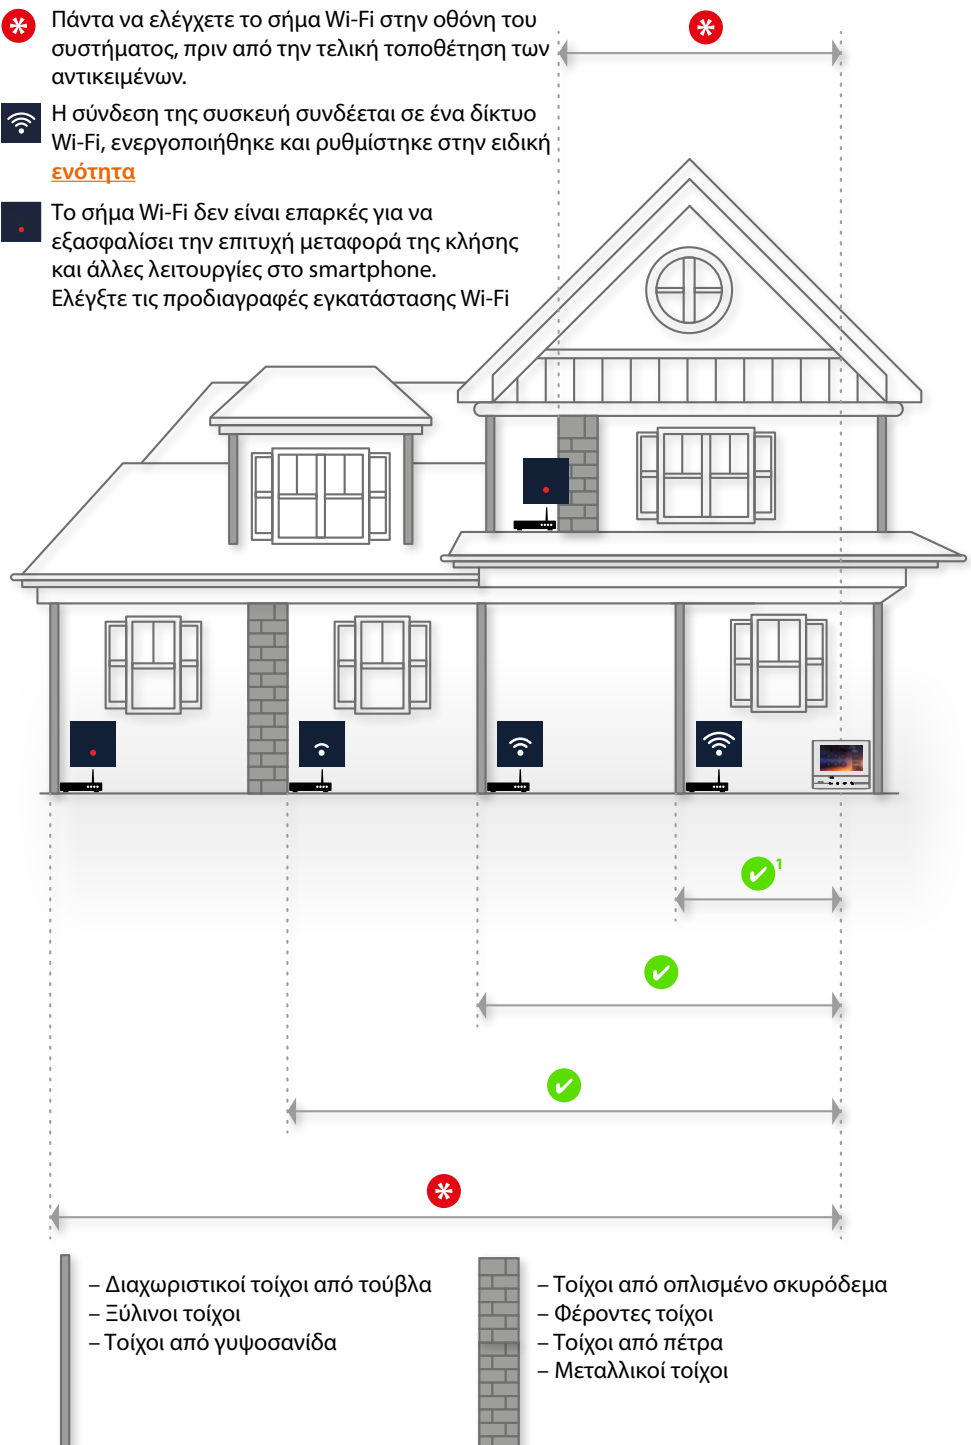 Πάντα να ελέγχετε το σήμα Wi-Fi στην οθόνη του
συστήματος, πριν από την τελική τοποθέτηση των
αντικειμένων.
Η σύνδεση της συσκευή συνδέεται σε ένα δίκτυο
Wi-Fi, ενεργοποιήθηκε και ρυθμίστηκε στην ειδική
ενότητα
Το σήμα Wi-Fi δεν είναι επαρκές για να
εξασφαλίσει την επιτυχή μεταφορά της κλήσης
και άλλες λειτουργίες στο smartphone.
Ελέγξτε τις προδιαγραφές εγκατάστασης Wi-Fi
1
– Διαχωριστικοί τοίχοι από τούβλα
– Ξύλινοι τοίχοι
– Τοίχοι από γυψοσανίδα
– Τοίχοι από οπλισμένο σκυρόδεμα
– Φέροντες τοίχοι
– Τοίχοι από πέτρα
– Μεταλλικοί τοίχοι